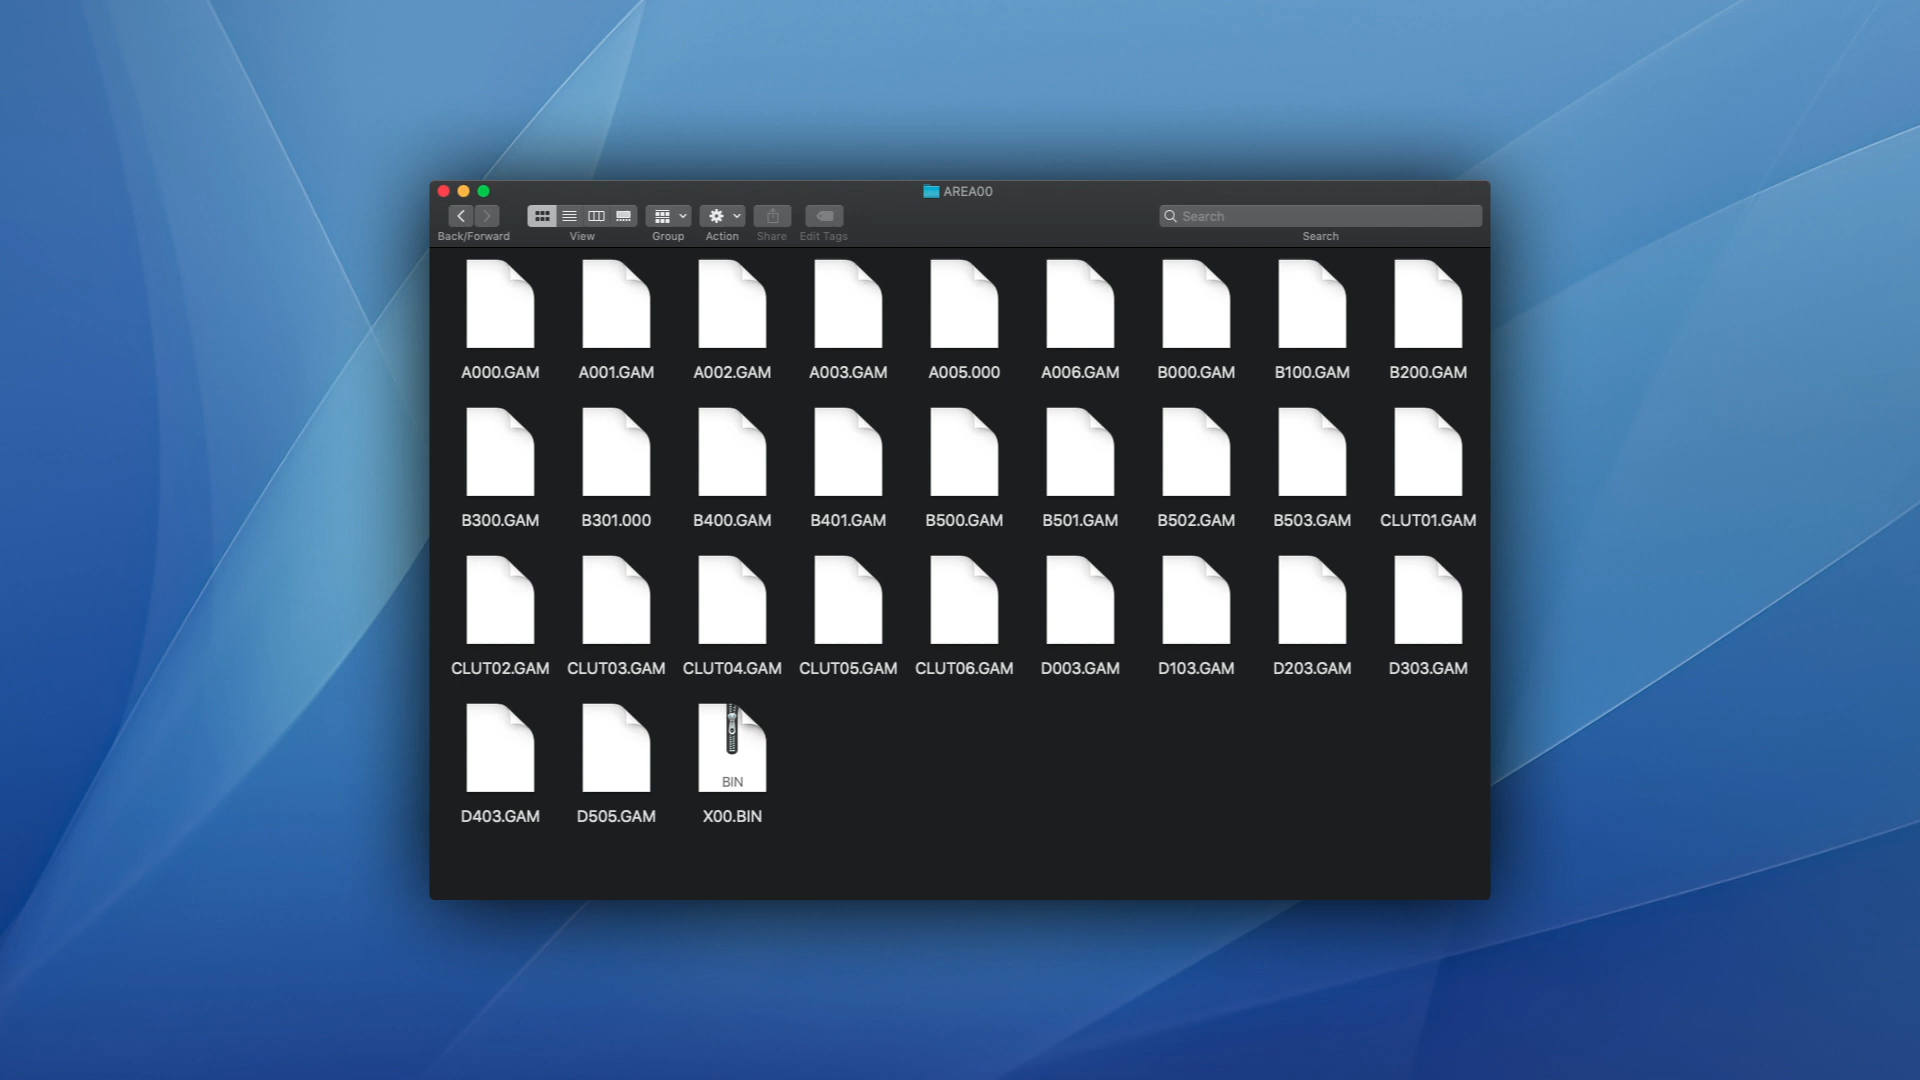 AREA00
Search
Back/Forward View Group Action Share Edit Tags Search
A000.GAM A001.GAM A002.GAM A003.GAM A005.000 A006.GAM B000.GAM B100.GAM B200.GAM
B300.GAM B301.000 B400.GAM B401.GAM B500.GAM B501.GAM B502.GAM B503.GAM CLUT01.GAM
CLUT02.GAM CLUT03.GAM CLUT04.GAM CLUT05.GAM CLUT06.GAM D003.GAM D103.GAM D203.GAM D303.GAM
BIN
D403.GAM D505.GAM X00.BIN